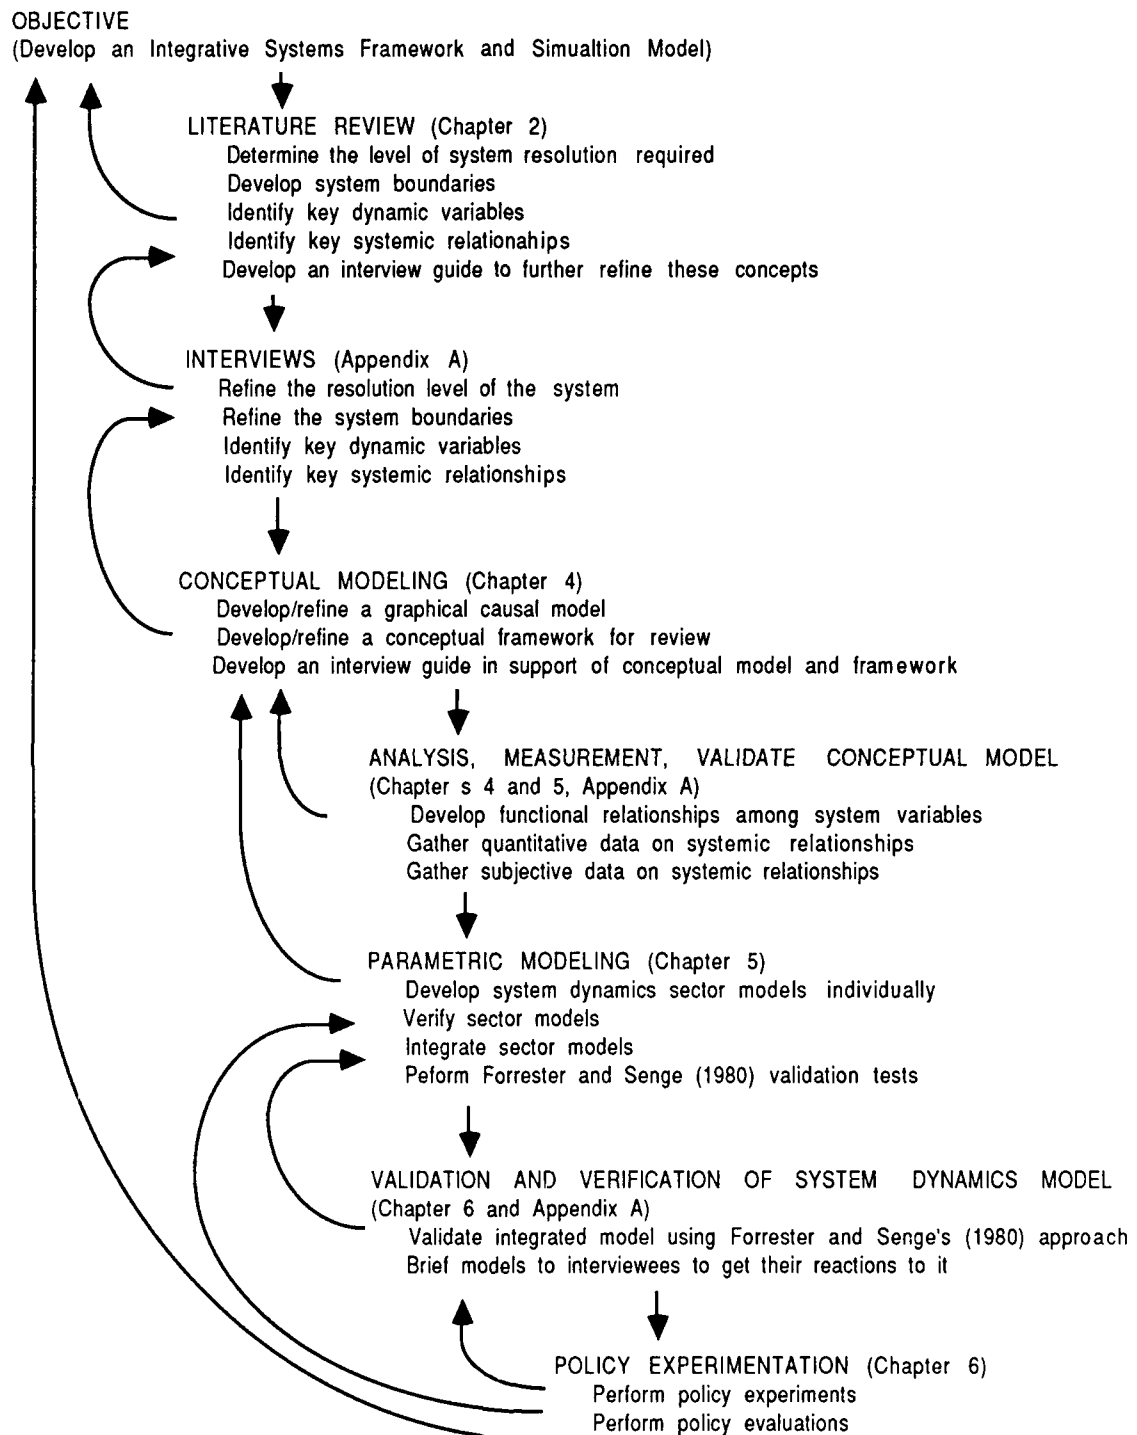 OBJECTIVE
(Develop an Integrative Systems Framework and Simualtion Model)
LITERATURE REVIEW (Chapter 2)
Determine the level of system resolution required
Develop system boundaries
Identify key dynamic variables
Identify key systemic relationahips
Develop an interview guide to further refine these concepts
INTERVIEWS (Appendix A)
Refine the resolution level of the system
Refine the system boundaries
Identify key dynamic variables
Identify key systemic relationships
CONCEPTUAL MODELING (Chapter 4)
Develop/refine a graphical causal model
Develop/refine a conceptual framework for review
Develop an interview guide in support of conceptual model and framework
ANALYSIS, MEASUREMENT, VALIDATE CONCEPTUAL MODEL
(Chapter s 4 and 5, Appendix A)
Develop functional relationships among system variables
Gather quantitative data on systemic relationships
Gather subjective data on systemic relationships
PARAMETRIC MODELING (Chapter 5)
Develop system dynamics sector models individually
Verify sector models
Integrate sector models
Peform Forrester and Senge (1980) validation tests
VALIDATION AND VERIFICATION OF SYSTEM DYNAMICS MODEL
(Chapter 6 and Appendix A)
Validate integrated model using Forrester and Senge's (1980) approach
Brief models to interviewees to get their reactions to it
POLICY EXPERIMENTATION (Chapter 6)
Perform policy experiments
Perform policy evaluations